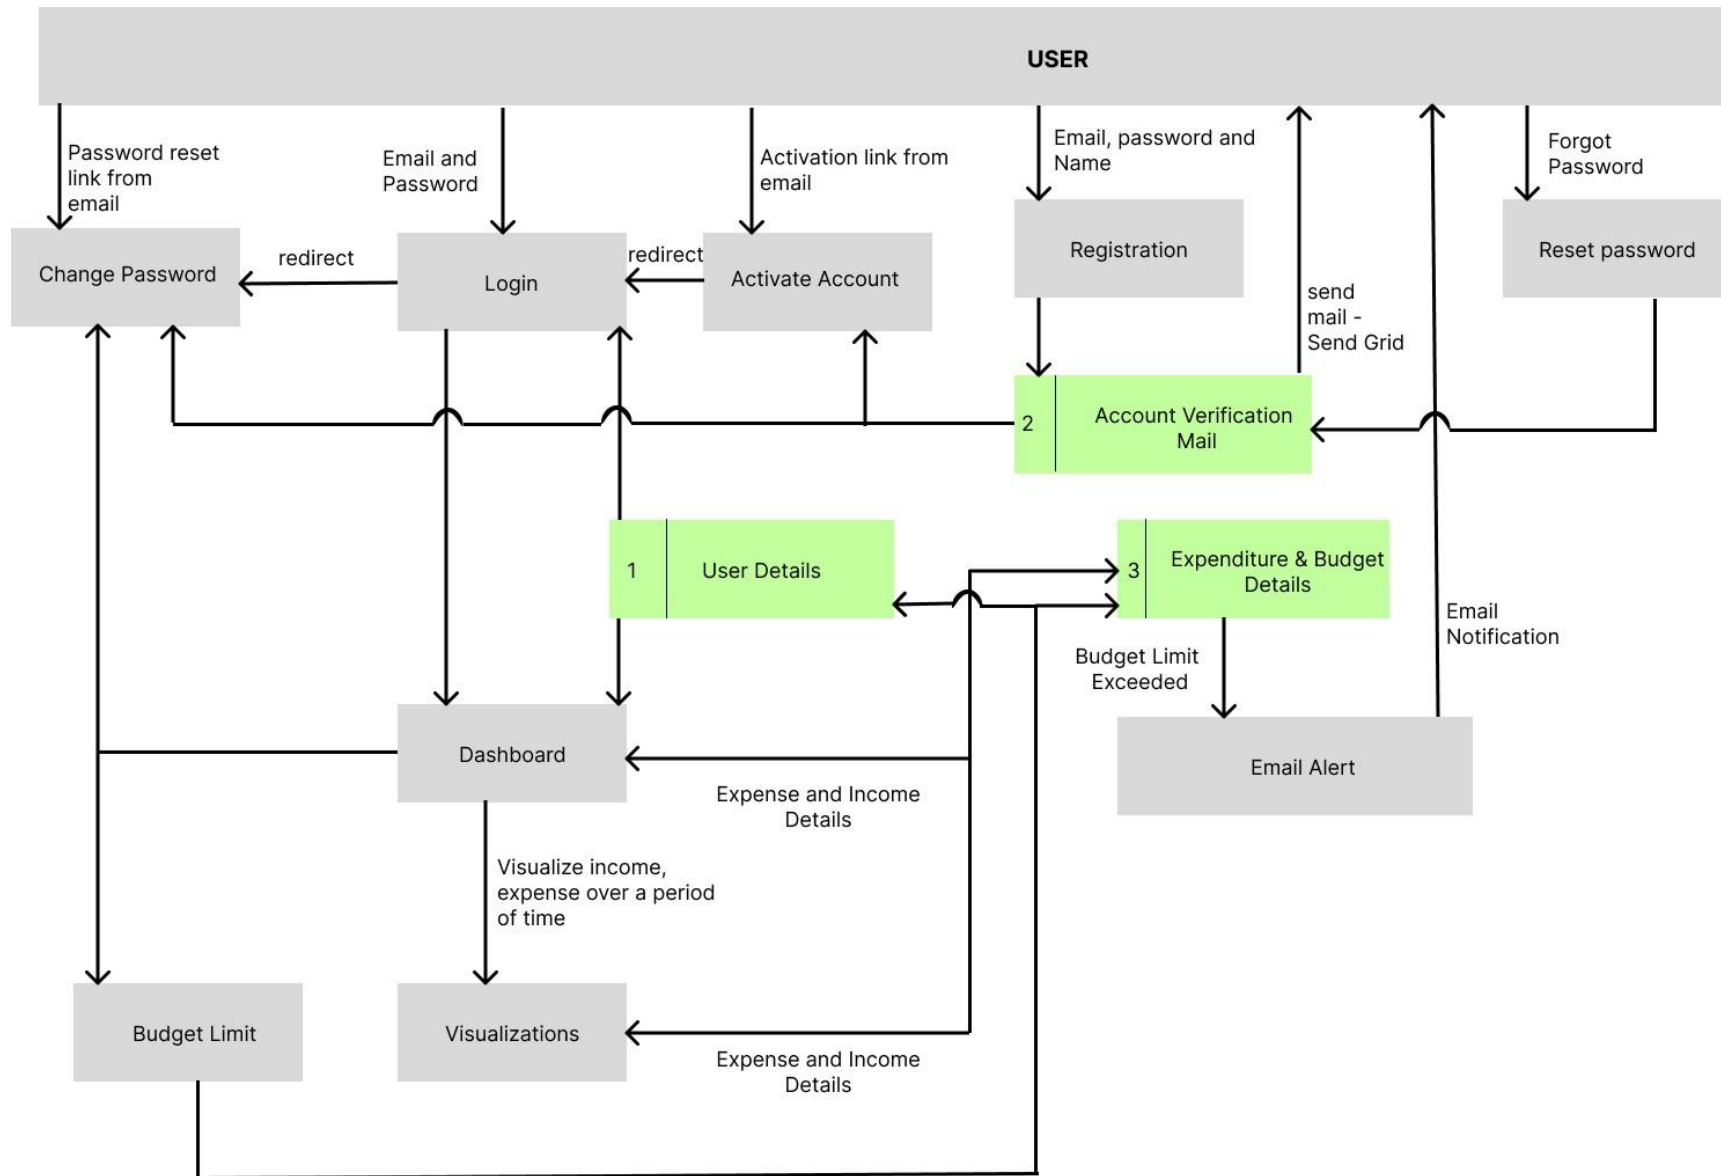 USER
Password reset
link from
email
Email and
Password
Activation link from
email
Email, password and
Name
Forgot
Password
Change Password
redirect
Login
redirect
Activate Account
Registration
Reset password
send
mail -
Send Grid
2
Account Verification
Mail
1
User Details
3
Expenditure & Budget
Details
Email
Notification
Budget Limit
Exceeded
Dashboard
Expense and Income
Details
Email Alert
Visualize income,
expense over a period
of time
Budget Limit
Visualizations
Expense and Income
Details